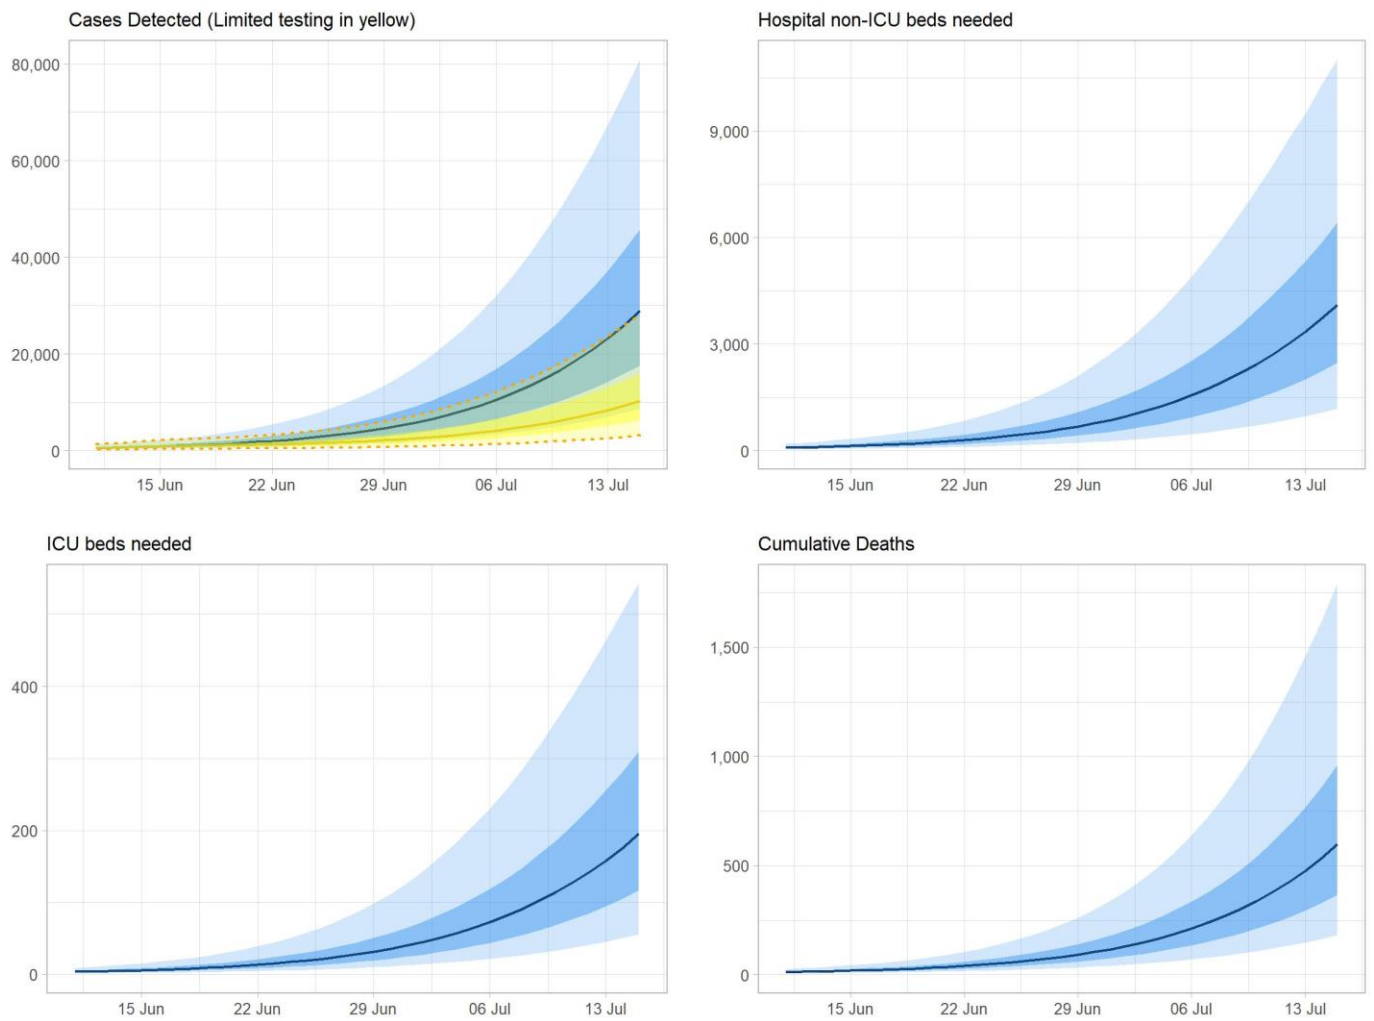 Cases Detected (Limited testing in yellow)
80,000
60,000
40,000
20,000
0
15 Jun 22 Jun 29 Jun 06 Jul 13 Jul
Hospital non-ICU beds needed
9,000
6,000
3,000
0
15 Jun 22 Jun 29 Jun 06 Jul 13 Jul
ICU beds needed
400
200
0
15 Jun 22 Jun 29 Jun 06 Jul 13 Jul
Cumulative Deaths
1,500
1,000
500
0
15 Jun 22 Jun 29 Jun 06 Jul 13 Jul